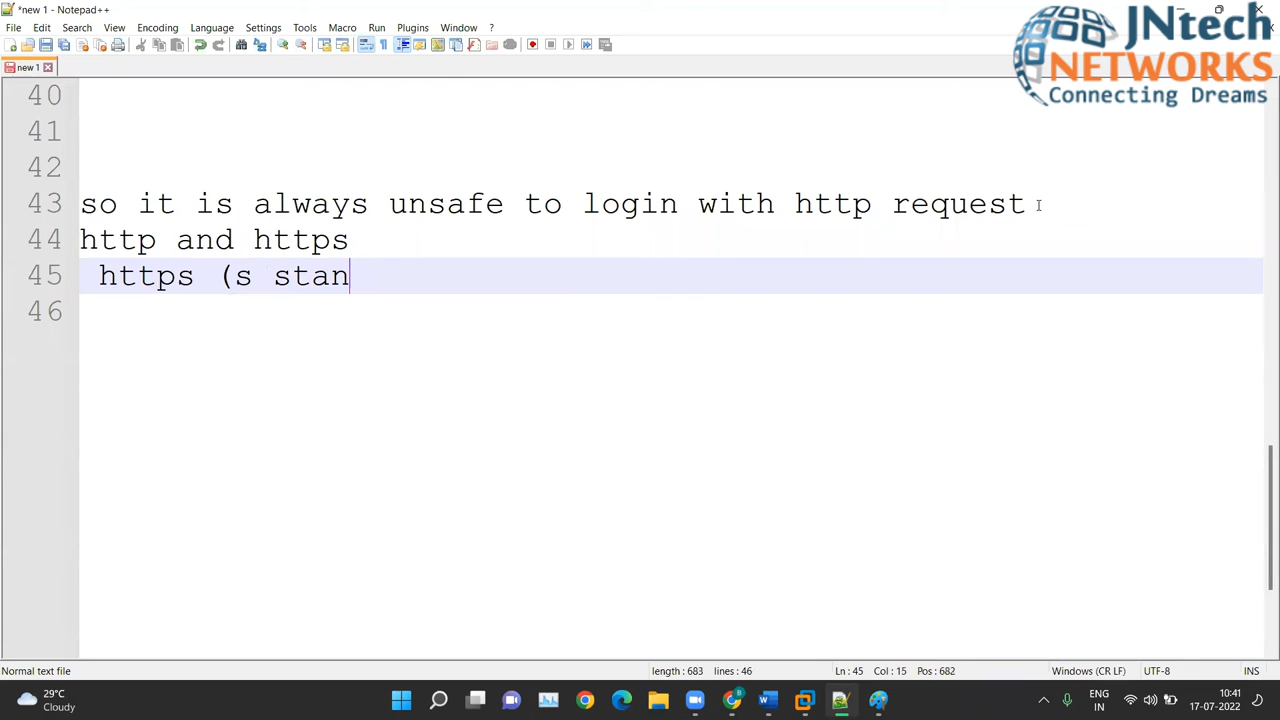 *new 1 - Notepad++
File Edit Search View Encoding Language Settings Tools Macro Run Plugins Window ?
JNtech
NETWORKS
Connecting Dreams
new 1
40
41
42
43 so it is always unsafe to login with http request
44 http and https
45 https (s stan
46
Normal text file length : 683 lines : 46 Ln : 45 Col : 15 Pos : 682 Windows (CR LF) UTF-8 INS
29°C
Cloudy
ENG
IN
10:41
17-07-2022